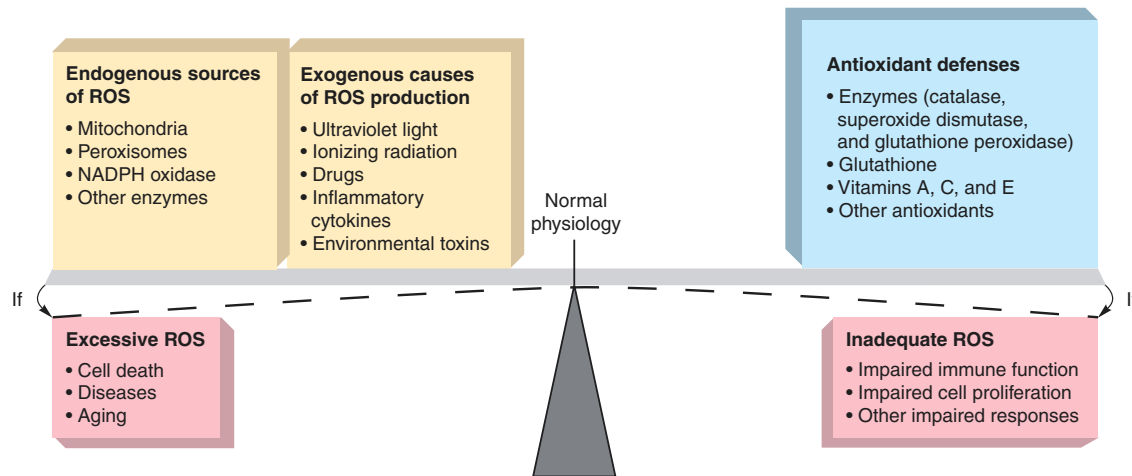 Endogenous sources
of ROS
• Mitochondria
• Peroxisomes
• NADPH oxidase
• Other enzymes
Exogenous causes
of ROS production
• Ultraviolet light
• Ionizing radiation
• Drugs
• Inflammatory
cytokines
• Environmental toxins
Normal
physiology
Antioxidant defenses
• Enzymes (catalase,
superoxide dismutase,
and glutathione peroxidase)
• Glutathione
• Vitamins A, C, and E
• Other antioxidants
If
Excessive ROS
• Cell death
• Diseases
• Aging
I
Inadequate ROS
• Impaired immune function
• Impaired cell proliferation
• Other impaired responses